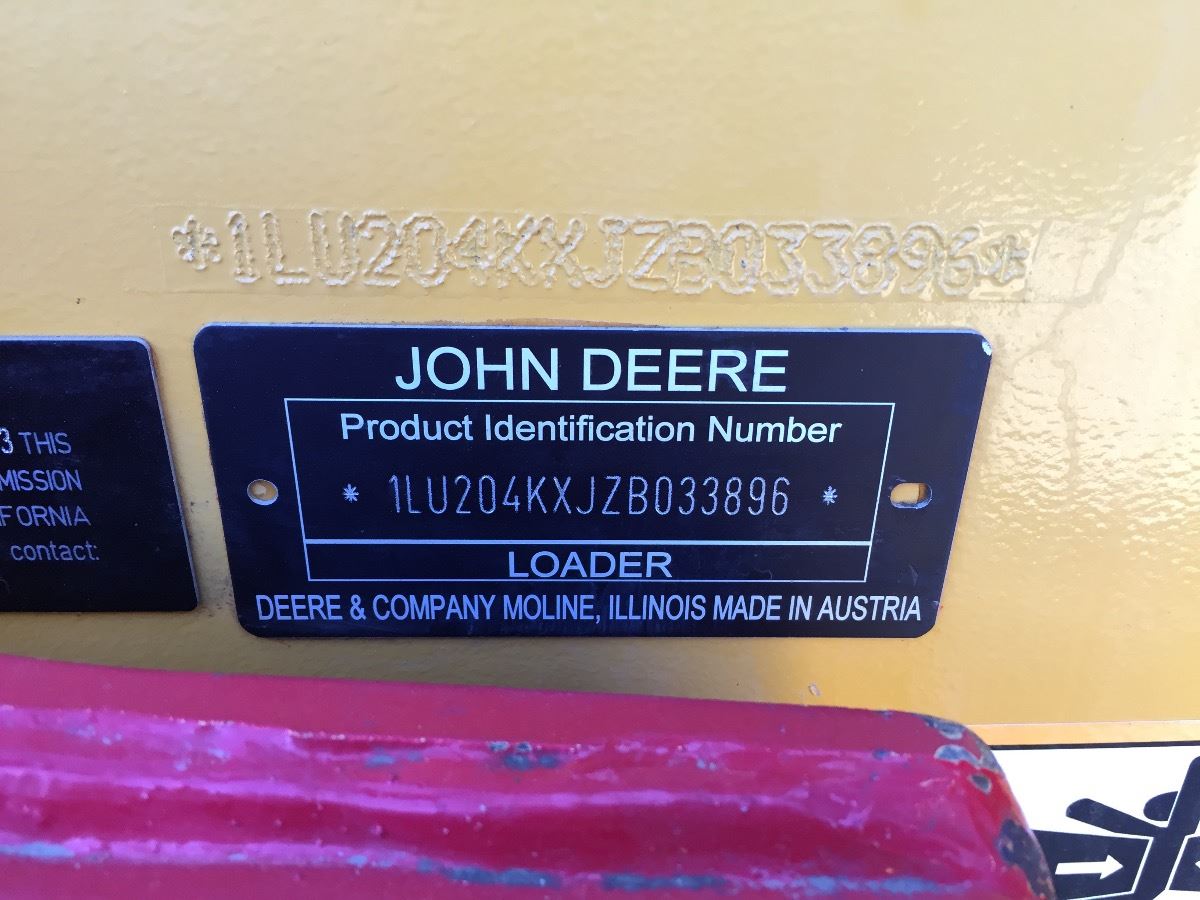 *1LU204KXJZB033896*
JOHN DEERE
Product Identification Number
* 1LU204KXJZB033896 *
LOADER
DEERE & COMPANY MOLINE, ILLINOIS MADE IN AUSTRIA
3 THIS
MISSION
FORNIA
contact: